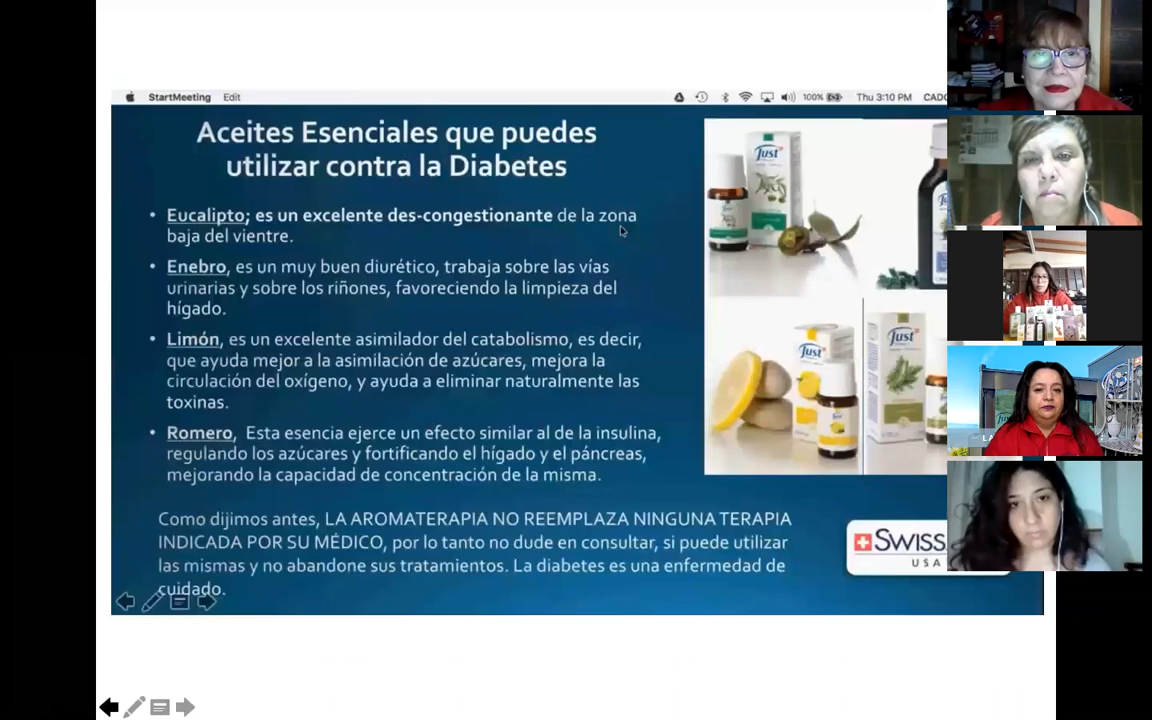 StartMeeting Edit 100% Thu 3:10 PM CADC
Aceites Esenciales que puedes
utilizar contra la Diabetes
• Eucalipto; es un excelente des-congestionante de la zona
baja del vientre.
• Enebro, es un muy buen diurético, trabaja sobre las vías
urinarias y sobre los riñones, favoreciendo la limpieza del
hígado.
• Limón, es un excelente asimilador del catabolismo, es decir,
que ayuda mejor a la asimilación de azúcares, mejora la
circulación del oxígeno, y ayuda a eliminar naturalmente las
toxinas.
• Romero, Esta esencia ejerce un efecto similar al de la insulina,
regulando los azúcares y fortificando el hígado y el páncreas,
mejorando la capacidad de concentración de la misma.
Como dijimos antes, LA AROMATERAPIA NO REEMPLAZA NINGUNA TERAPIA
INDICADA POR SU MÉDICO, por lo tanto no dude en consultar, si puede utilizar
las mismas y no abandone sus tratamientos. La diabetes es una enfermedad de
cuidado.
Just
Just
Just
SWISS
USA